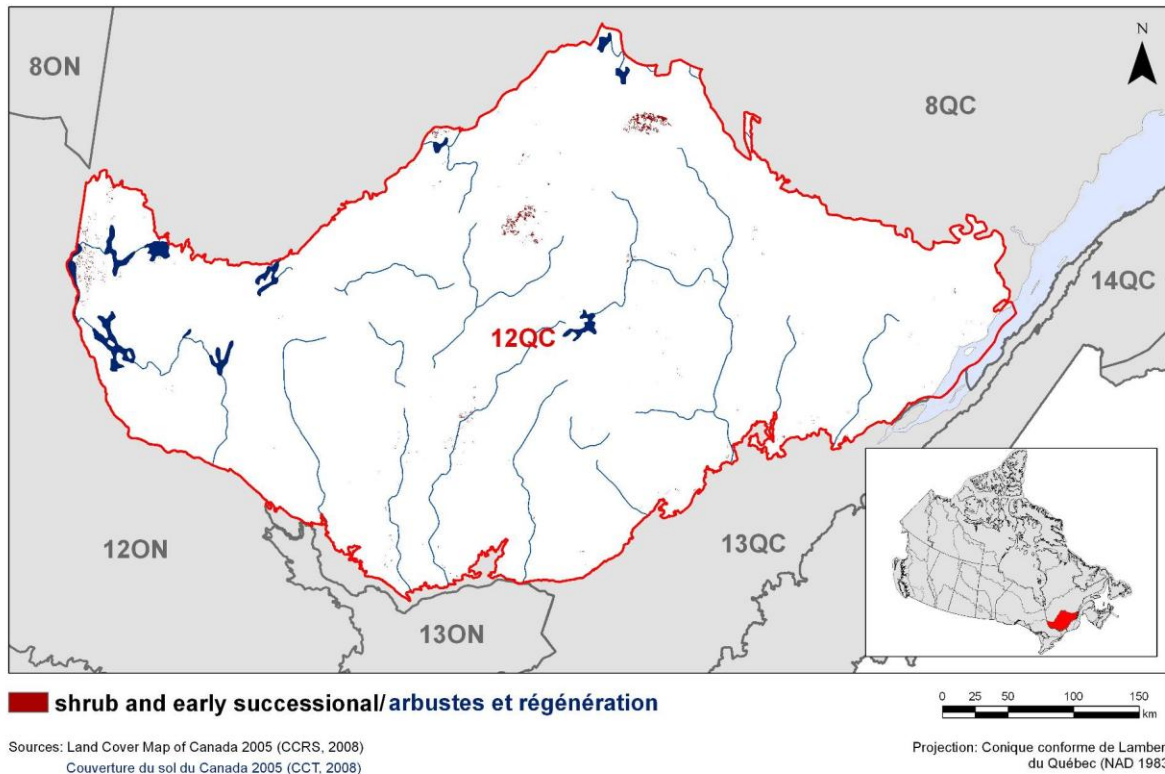 N
8ON
8QC
14QC
12QC
12ON
13QC
13ON
shrub and early successional/arbustes et régénération
0 25 50 100 150
km
Sources: Land Cover Map of Canada 2005 (CCRS, 2008)
Couverture du sol du Canada 2005 (CCT, 2008)
Projection: Conique conforme de Lamber
du Québec (NAD 1983